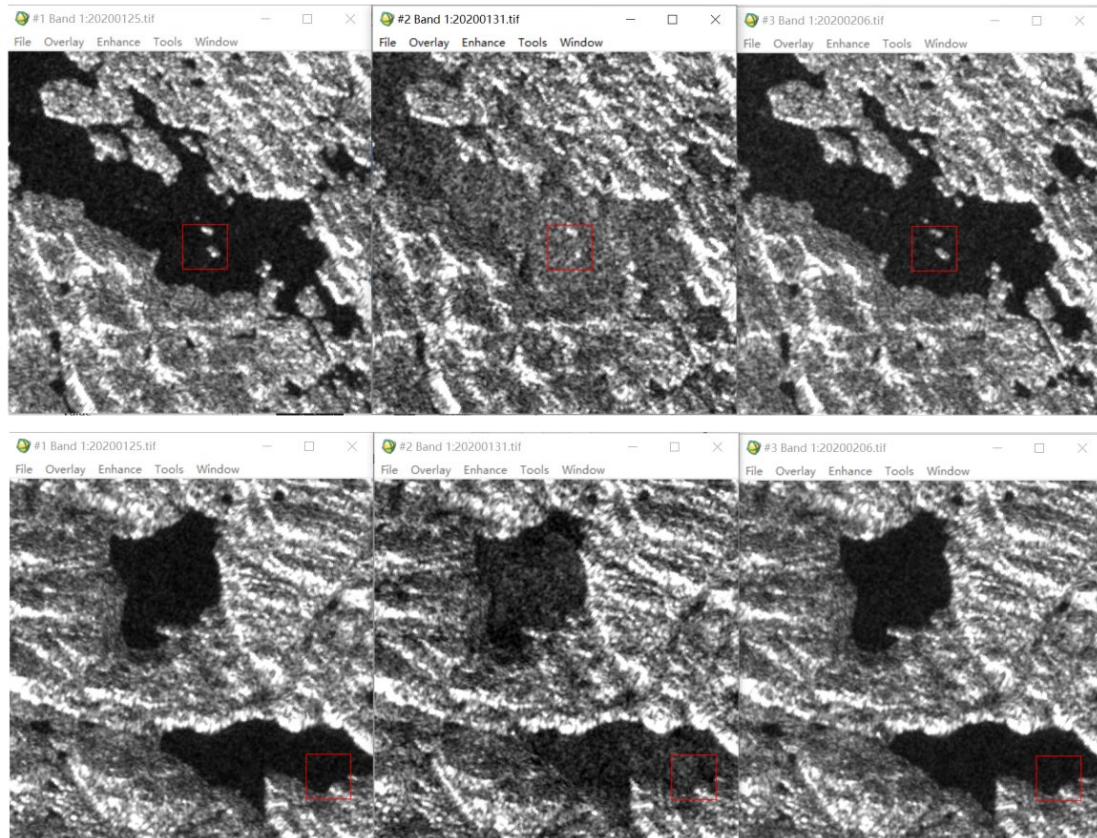 #1 Band 1:20200125.tif
File Overlay Enhance Tools Window
#2 Band 1:20200131.tif
File Overlay Enhance Tools Window
#3 Band 1:20200206.tif
File Overlay Enhance Tools Window
#1 Band 1:20200125.tif
File Overlay Enhance Tools Window
#2 Band 1:20200131.tif
File Overlay Enhance Tools Window
#3 Band 1:20200206.tif
File Overlay Enhance Tools Window